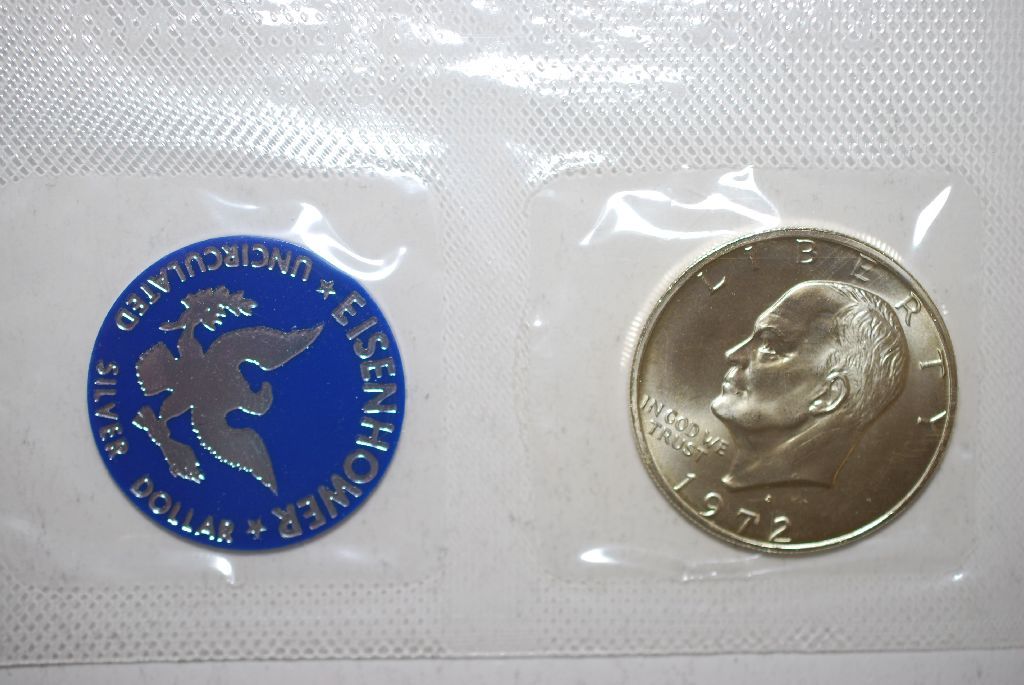 EISENHOWER
UNCIRCULATED
SILVER DOLLAR
LIBERTY
IN GOD WE
TRUST
1972